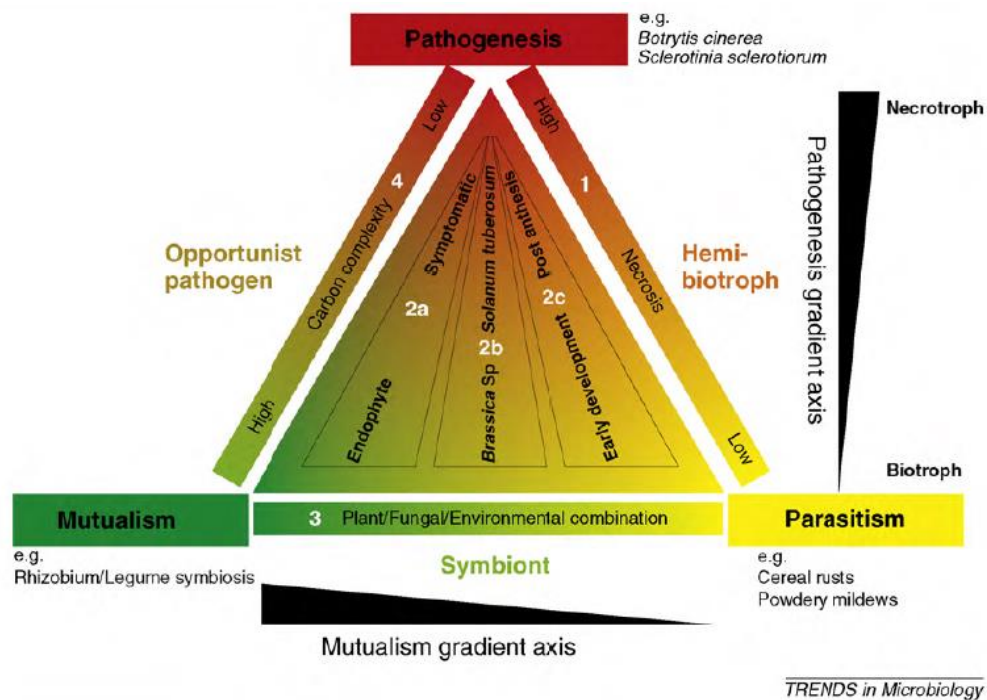 Pathogenesis
e.g.
Botrytis cinerea
Sclerotinia sclerotiorum
Low
4
Carbon complexity
High
High
1
Necrosis
Low
Opportunist
pathogen
Hemi-
biotroph
Symptomatic
2a
Endophyte
Solanum tuberosum
2b
Brassica Sp
Post anthesis
2c
Early development
Necrotroph
Pathogenesis gradient axis
Biotroph
Mutualism
e.g.
Rhizobium/Legume symbiosis
3 Plant/Fungal/Environmental combination
Symbiont
Parasitism
e.g.
Cereal rusts
Powdery mildews
Mutualism gradient axis
TRENDS in Microbiology